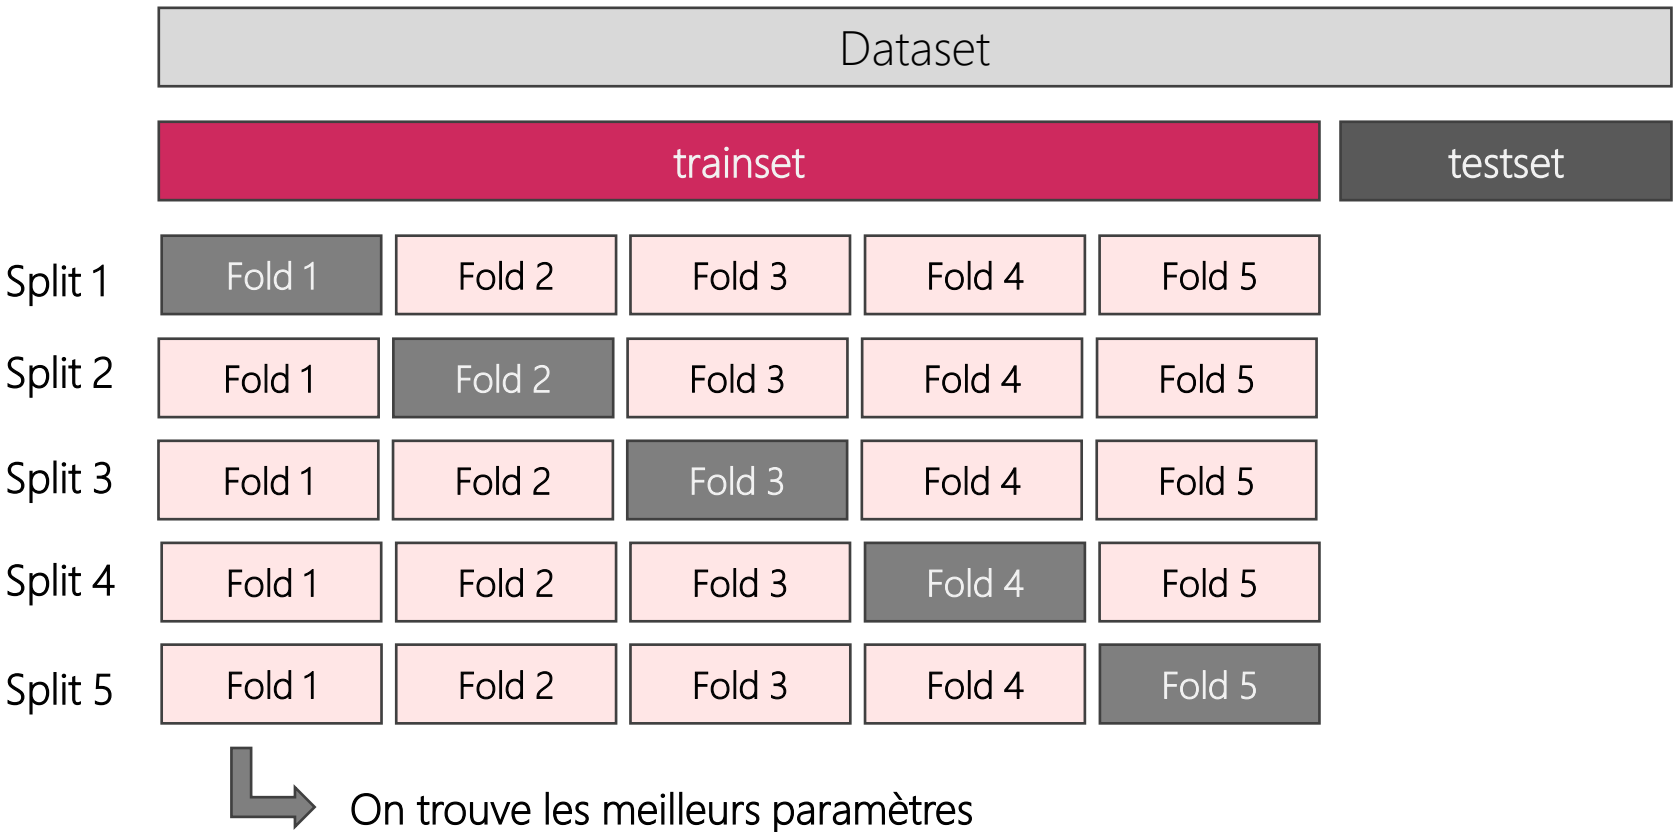 Dataset
trainset testset
Split 1 Fold 1 Fold 2 Fold 3 Fold 4 Fold 5
Split 2 Fold 1 Fold 2 Fold 3 Fold 4 Fold 5
Split 3 Fold 1 Fold 2 Fold 3 Fold 4 Fold 5
Split 4 Fold 1 Fold 2 Fold 3 Fold 4 Fold 5
Split 5 Fold 1 Fold 2 Fold 3 Fold 4 Fold 5
On trouve les meilleurs paramètres